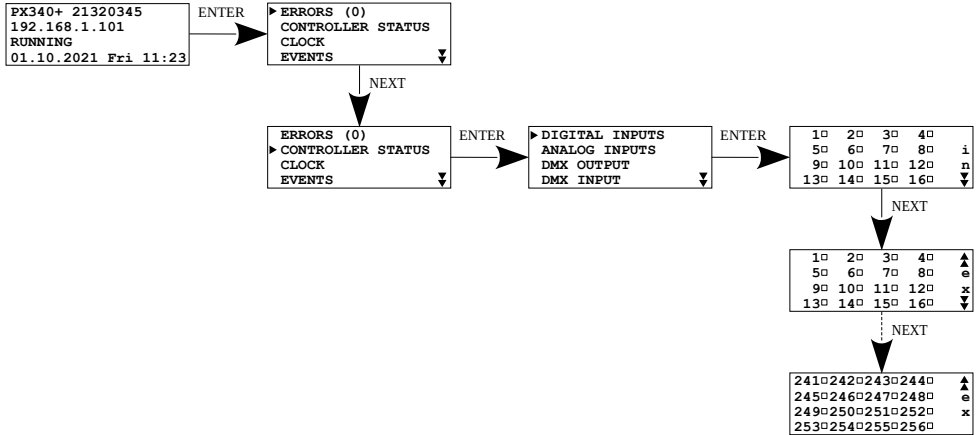 PX340+ 21320345
192.168.1.101
RUNNING
01.10.2021 Fri 11:23
ENTER
▶ERRORS (0)
CONTROLLER STATUS
CLOCK
EVENTS
NEXT
ERRORS (0)
▶CONTROLLER STATUS
CLOCK
EVENTS
ENTER
▶DIGITAL INPUTS
ANALOG INPUTS
DMX OUTPUT
DMX INPUT
ENTER
1▫ 2▫ 3▫ 4▫
5▫ 6▫ 7▫ 8▫ i
9▫ 10▫ 11▫ 12▫ n
13▫ 14▫ 15▫ 16▫
NEXT
1▫ 2▫ 3▫ 4▫
5▫ 6▫ 7▫ 8▫ e
9▫ 10▫ 11▫ 12▫ x
13▫ 14▫ 15▫ 16▫
NEXT
241▫242▫243▫244▫
245▫246▫247▫248▫ e
249▫250▫251▫252▫ x
253▫254▫255▫256▫